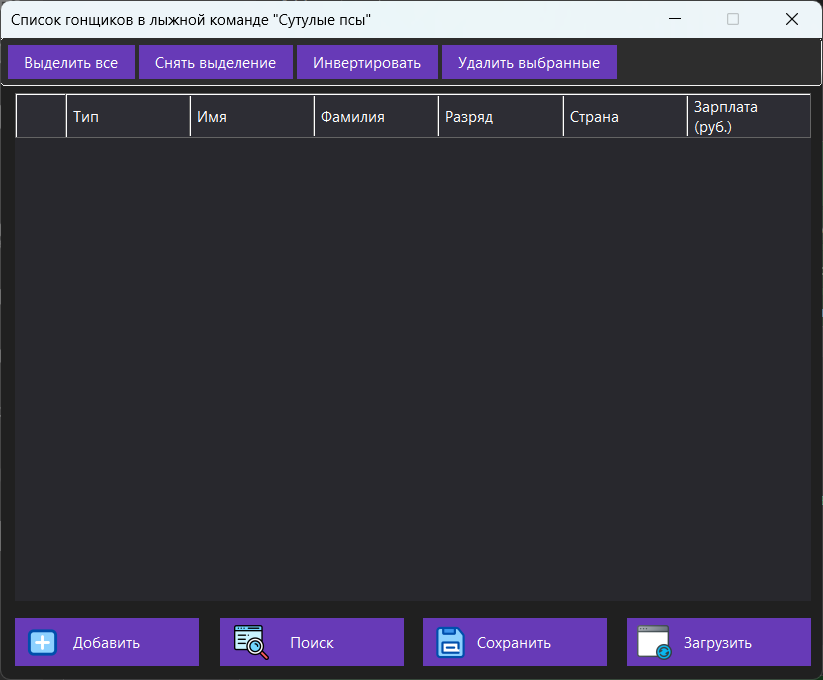 Список гонщиков в лыжной команде "Сутулые псы"
Выделить все Снять выделение Инвертировать Удалить выбранные
Тип Имя Фамилия Разряд Страна Зарплата
(руб.)
Добавить Поиск Сохранить Загрузить